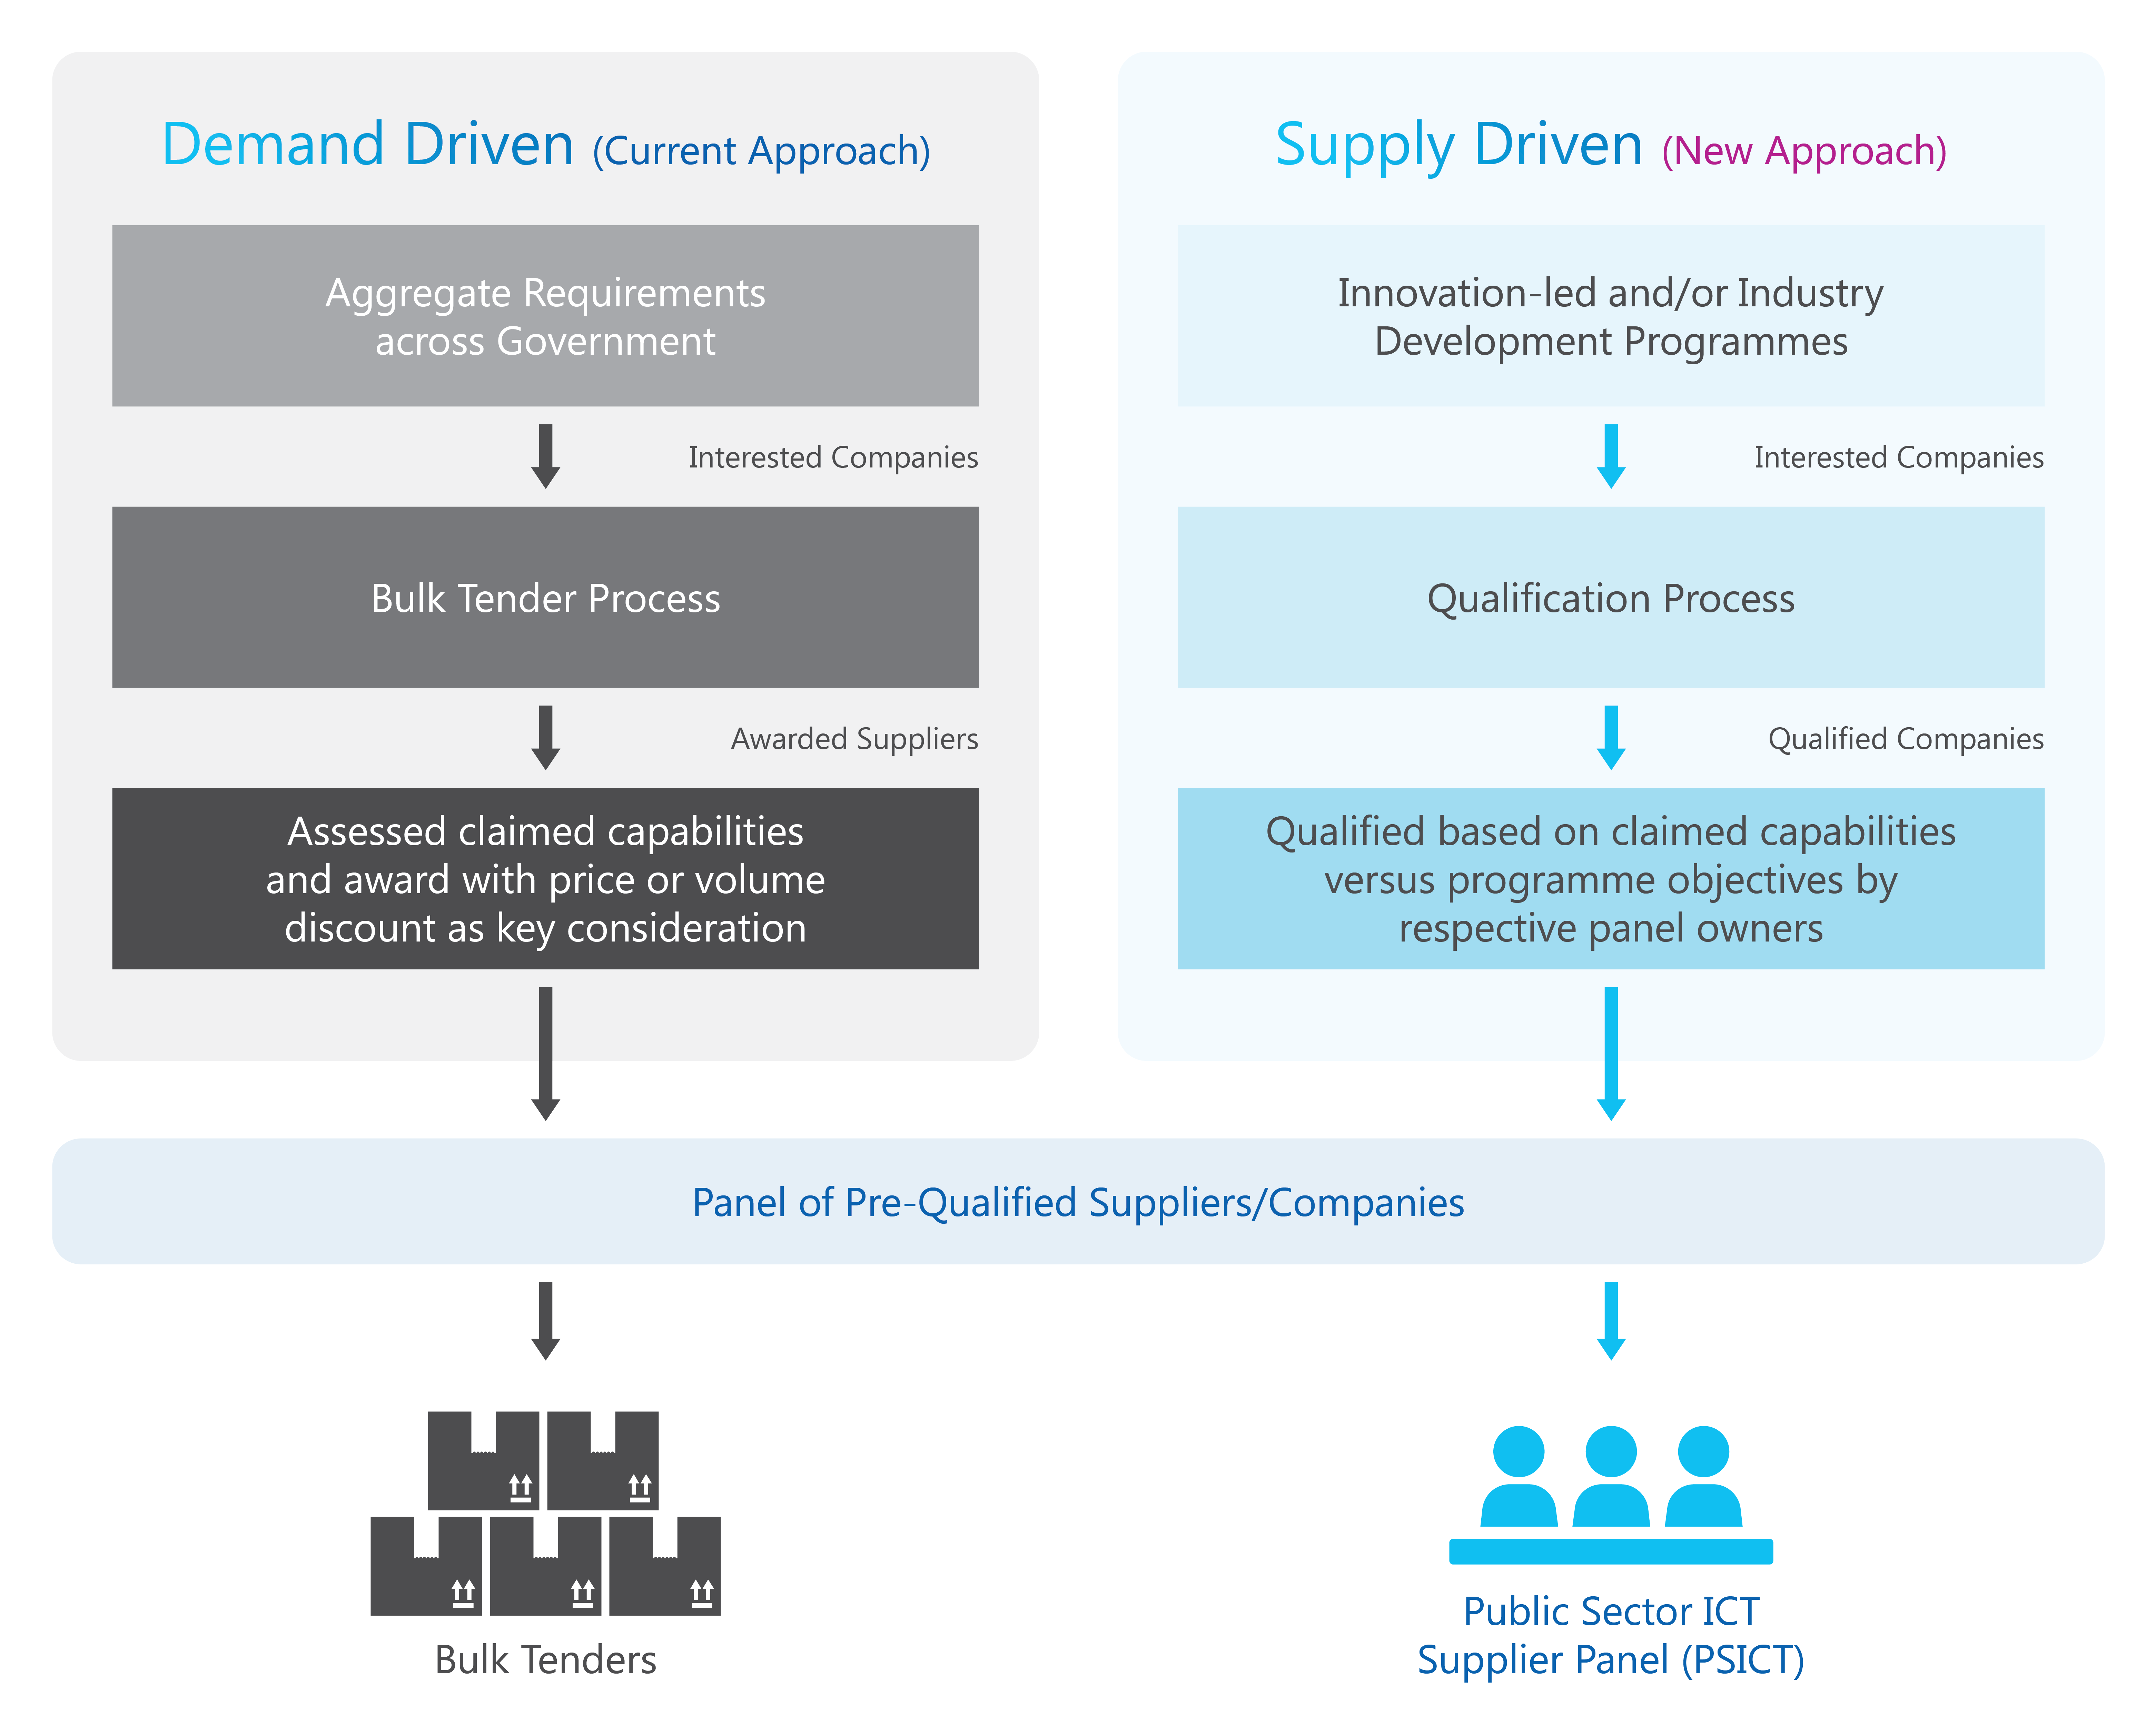 Demand Driven (Current Approach)
Aggregate Requirements
across Government
Interested Companies
Bulk Tender Process
Awarded Suppliers
Assessed claimed capabilities
and award with price or volume
discount as key consideration
Supply Driven (New Approach)
Innovation-led and/or Industry
Development Programmes
Interested Companies
Qualification Process
Qualified Companies
Qualified based on claimed capabilities
versus programme objectives by
respective panel owners
Panel of Pre-Qualified Suppliers/Companies
Bulk Tenders
Public Sector ICT
Supplier Panel (PSICT)